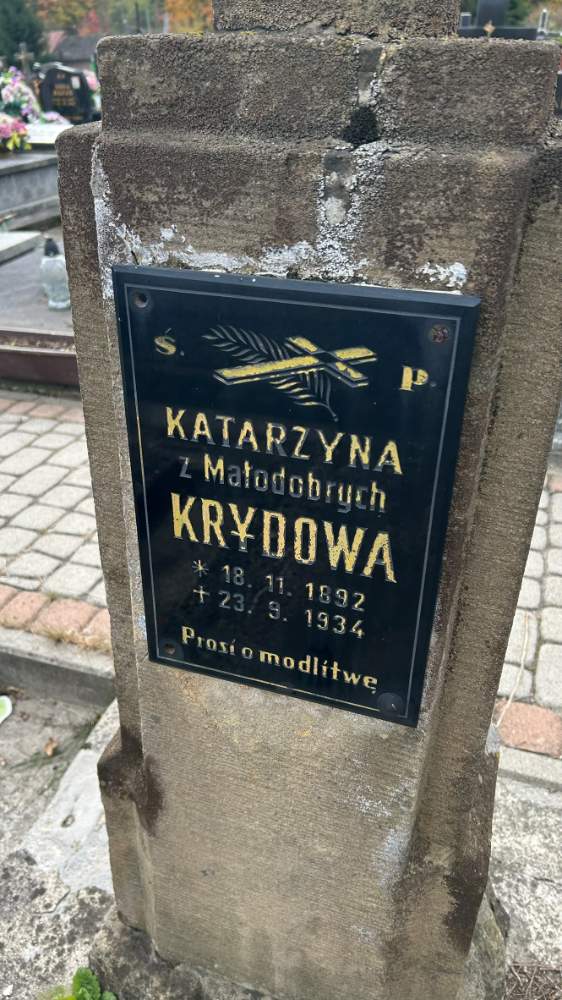 Ś. P.
KATARZYNA
z Małodobrych
KRYDOWA
* 18. 11. 1892
+ 23. 9. 1934
Prosi o modlitwę